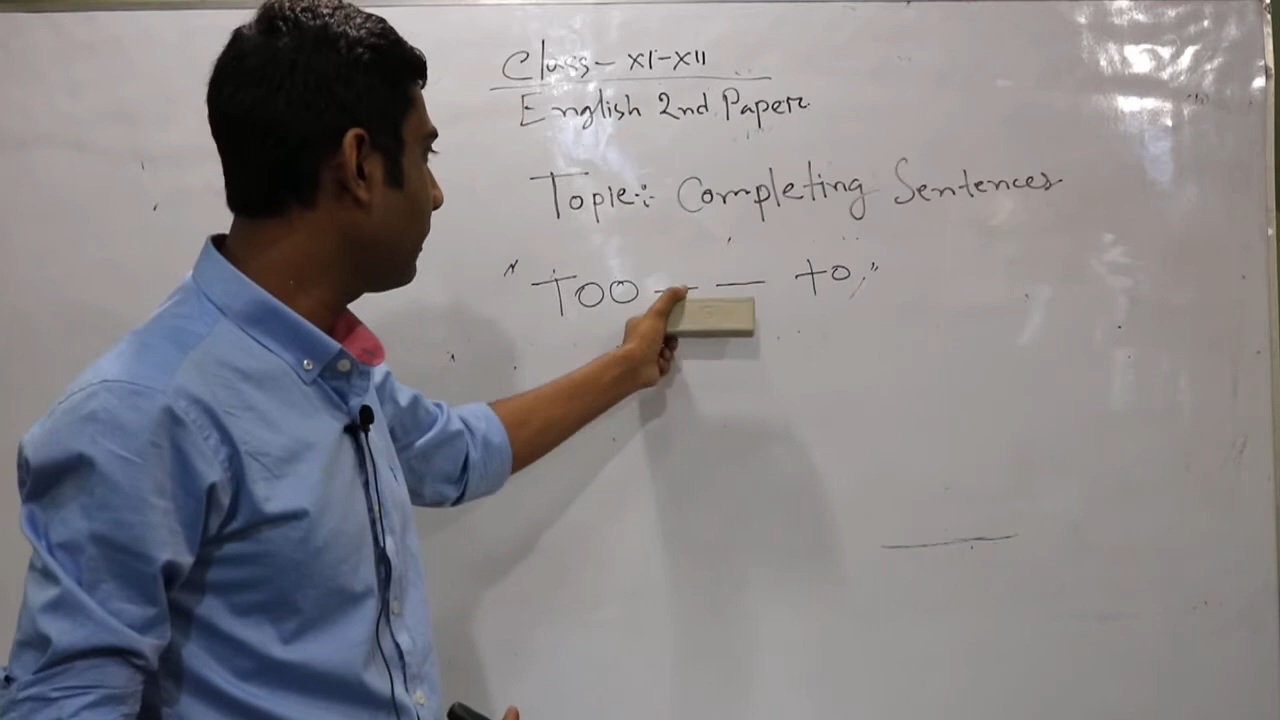 Class- XI-XII
English 2nd Paper
Topic: Completing Sentences
"Too — — to"